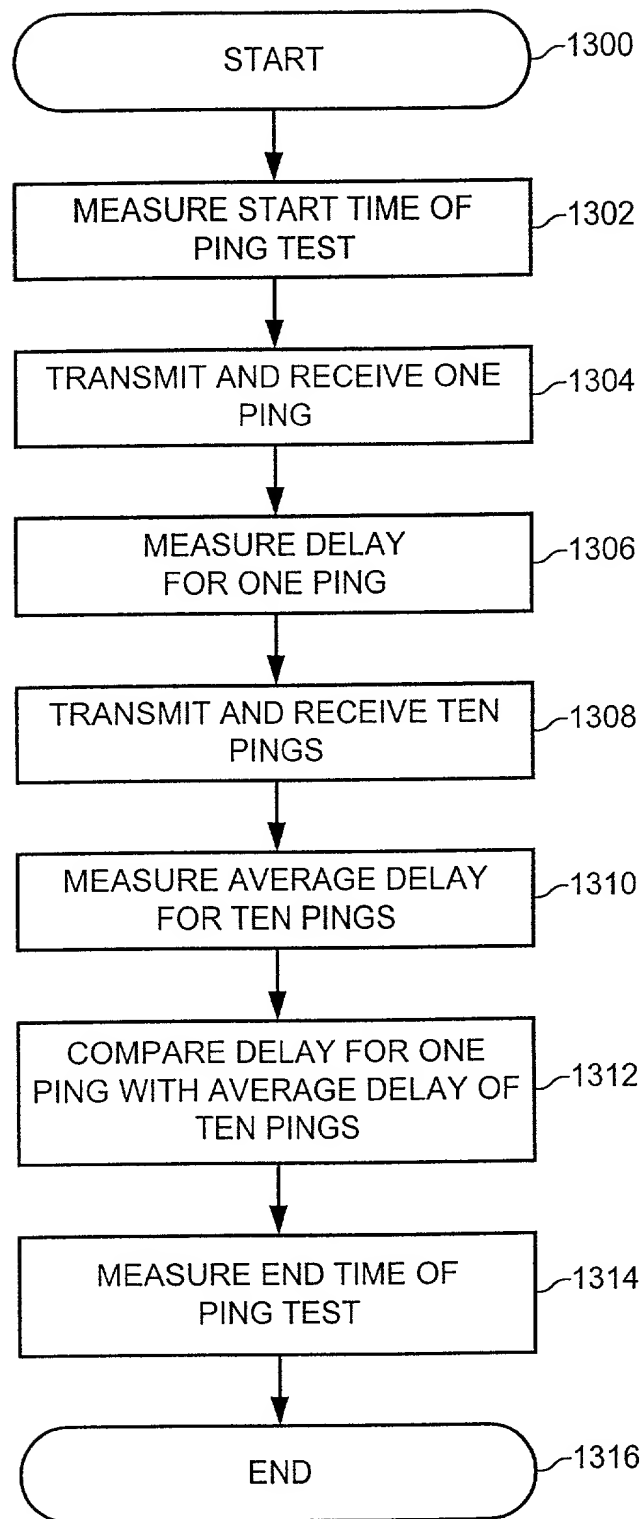 START
1300
MEASURE START TIME OF
PING TEST
1302
TRANSMIT AND RECEIVE ONE
PING
1304
MEASURE DELAY
FOR ONE PING
1306
TRANSMIT AND RECEIVE TEN
PINGS
1308
MEASURE AVERAGE DELAY
FOR TEN PINGS
1310
COMPARE DELAY FOR ONE
PING WITH AVERAGE DELAY OF
TEN PINGS
1312
MEASURE END TIME OF
PING TEST
1314
END
1316